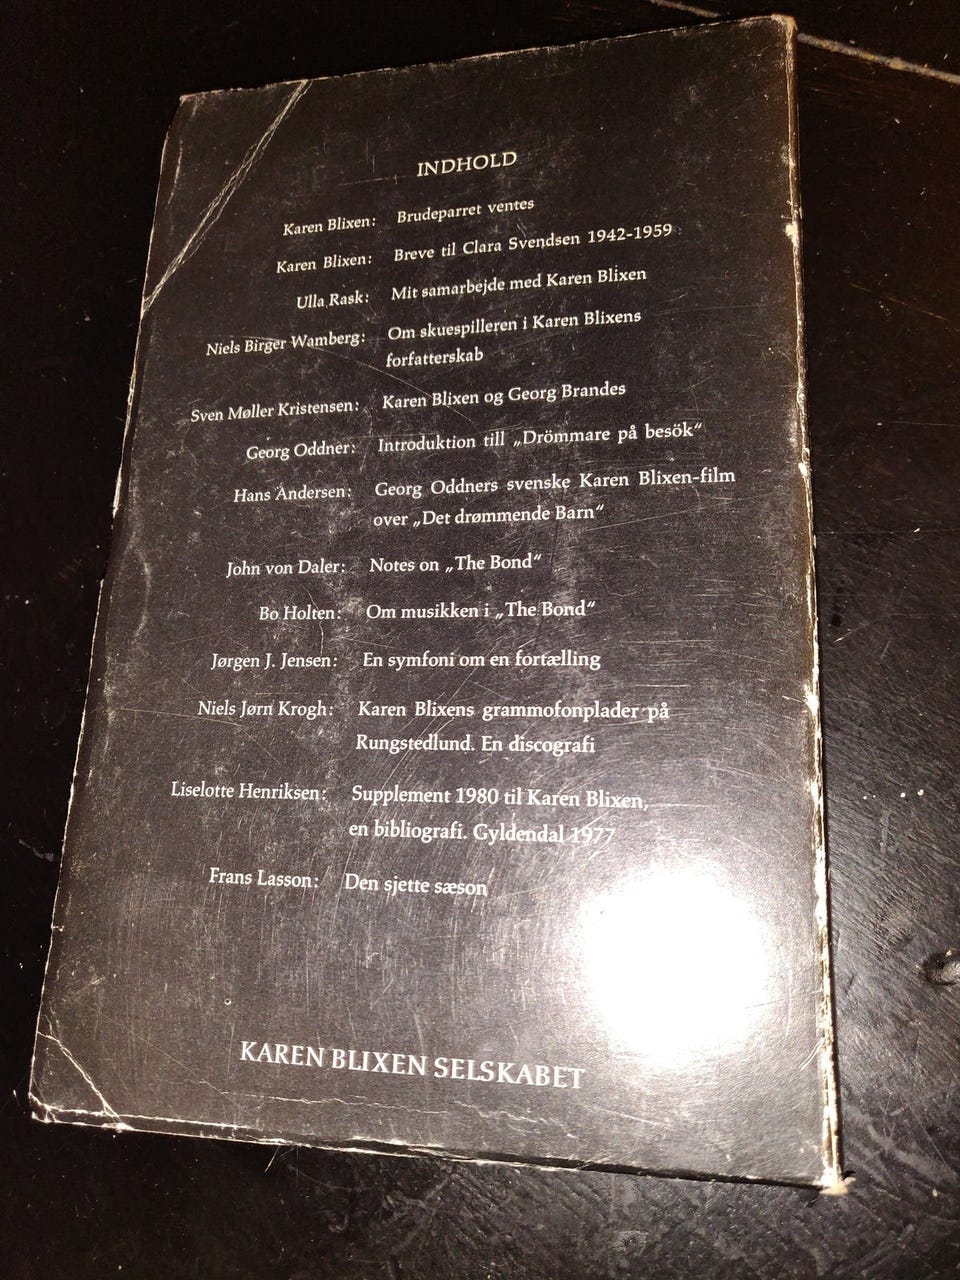 INDHOLD
Karen Blixen: Brudeparret ventes
Karen Blixen: Breve til Clara Svendsen 1942-1959
Ulla Rask: Mit samarbejde med Karen Blixen
Niels Birger Wamberg: Om skuespilleren i Karen Blixens
forfatterskab
Sven Møller Kristensen: Karen Blixen og Georg Brandes
Georg Oddner: Introduktion till „Drömmare på besök“
Hans Andersen: Georg Oddners svenske Karen Blixen-film
over „Det drømmende Barn“
John von Daler: Notes on „The Bond“
Bo Holten: Om musikken i „The Bond“
Jørgen J. Jensen: En symfoni om en fortælling
Niels Jørn Krogh: Karen Blixens grammofonplader på
Rungstedlund. En discografi
Liselotte Henriksen: Supplement 1980 til Karen Blixen,
en bibliografi. Gyldendal 1977
Frans Lasson: Den sjette sæson
KAREN BLIXEN SELSKABET